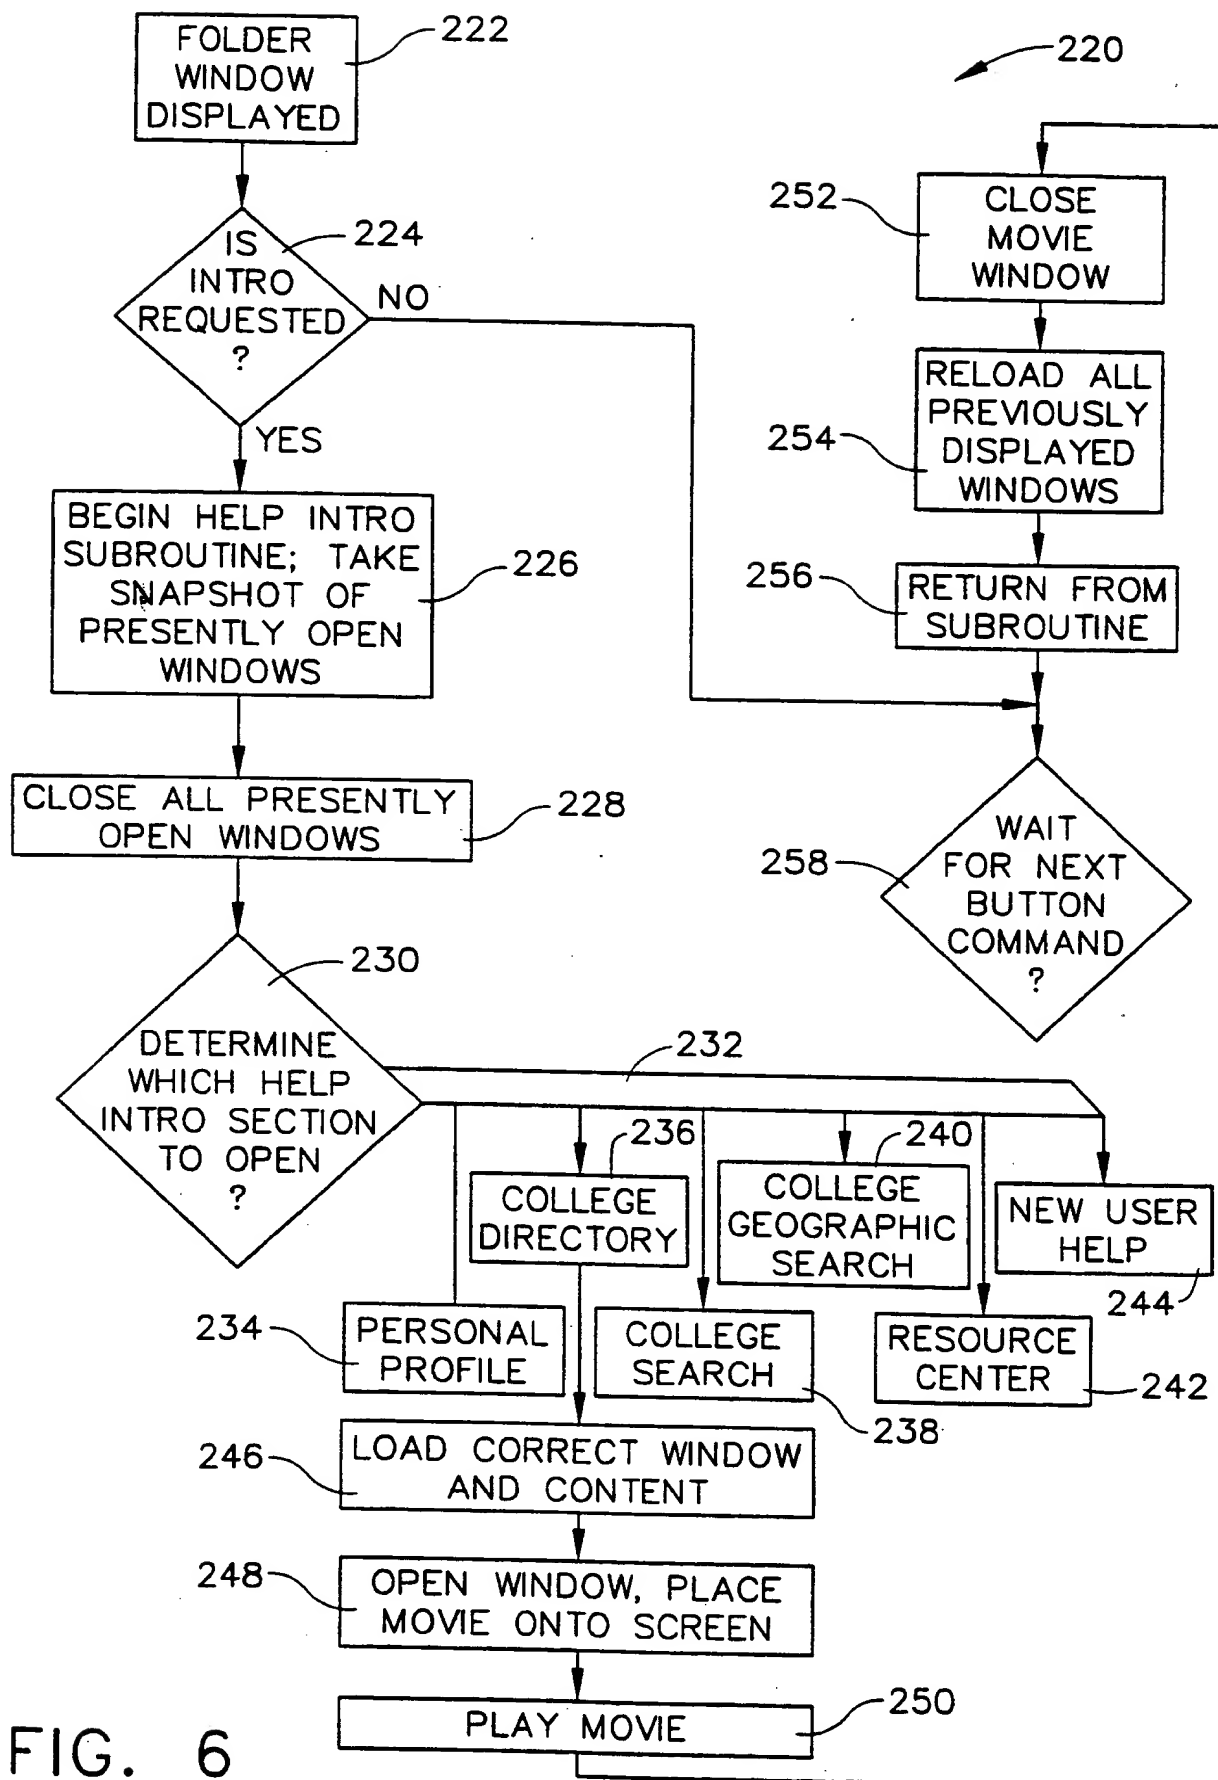 FOLDER
WINDOW
DISPLAYED
222
220
IS
INTRO
REQUESTED
?
224
NO
YES
BEGIN HELP INTRO
SUBROUTINE; TAKE
SNAPSHOT OF
PRESENTLY OPEN
WINDOWS
226
CLOSE ALL PRESENTLY
OPEN WINDOWS
228
230
DETERMINE
WHICH HELP
INTRO SECTION
TO OPEN
?
232
234
PERSONAL
PROFILE
236
COLLEGE
DIRECTORY
COLLEGE
SEARCH
238
240
COLLEGE
GEOGRAPHIC
SEARCH
RESOURCE
CENTER
242
NEW USER
HELP
244
246
LOAD CORRECT WINDOW
AND CONTENT
248
OPEN WINDOW, PLACE
MOVIE ONTO SCREEN
PLAY MOVIE
250
252
CLOSE
MOVIE
WINDOW
254
RELOAD ALL
PREVIOUSLY
DISPLAYED
WINDOWS
256
RETURN FROM
SUBROUTINE
258
WAIT
FOR NEXT
BUTTON
COMMAND
?
FIG. 6